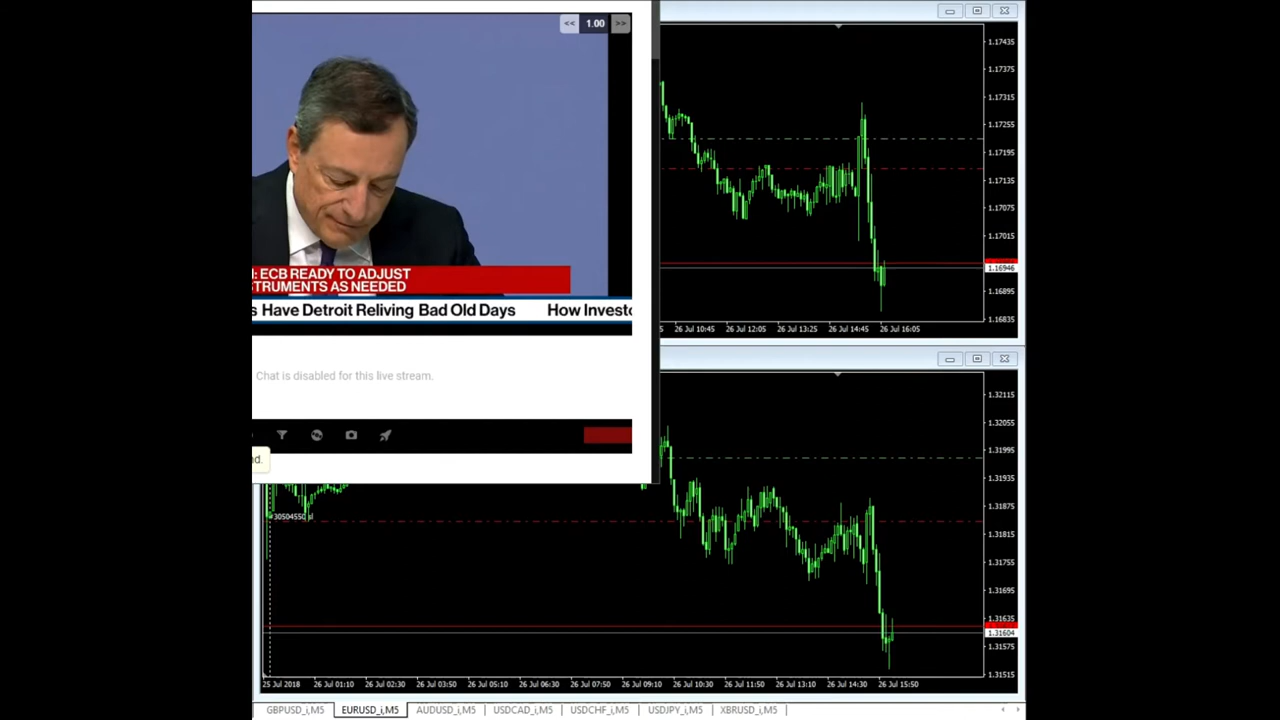 << 1.00 >>
: ECB READY TO ADJUST
STRUMENTS AS NEEDED
s Have Detroit Reliving Bad Old Days How Invest
Chat is disabled for this live stream.
nd.
1.17435
1.17375
1.17315
1.17255
1.17195
1.17135
1.17075
1.17015
1.16946
1.16895
1.16835
26 Jul 10:45 26 Jul 12:05 26 Jul 13:25 26 Jul 14:45 26 Jul 16:05
1.32115
1.32055
1.31995
1.31935
1.31875
1.31815
1.31755
1.31695
1.31635
1.31604
1.31575
1.31515
25 Jul 2018 26 Jul 01:10 26 Jul 02:30 26 Jul 03:50 26 Jul 05:10 26 Jul 06:30 26 Jul 07:50 26 Jul 09:10 26 Jul 10:30 26 Jul 11:50 26 Jul 13:10 26 Jul 14:30 26 Jul 15:50
GBPUSD_i,M5 EURUSD_i,M5 AUDUSD_i,M5 USDCAD_i,M5 USDCHF_i,M5 USDJPY_i,M5 XBRUSD_i,M5